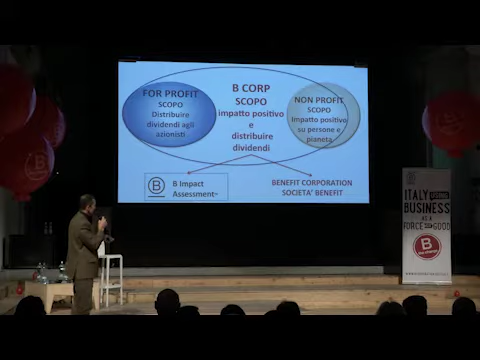 FOR PROFIT
SCOPO
Distribuire
dividendi agli
azionisti
B CORP
SCOPO
impatto positivo
e
distribuire
dividendi
NON PROFIT
SCOPO
Impatto positivo
su persone e
pianeta
B
B Impact
Assessment
BENEFIT CORPORATION
SOCIETA' BENEFIT
ITALY
BUSINESS
AS A
FORCE GOOD
B
B
B